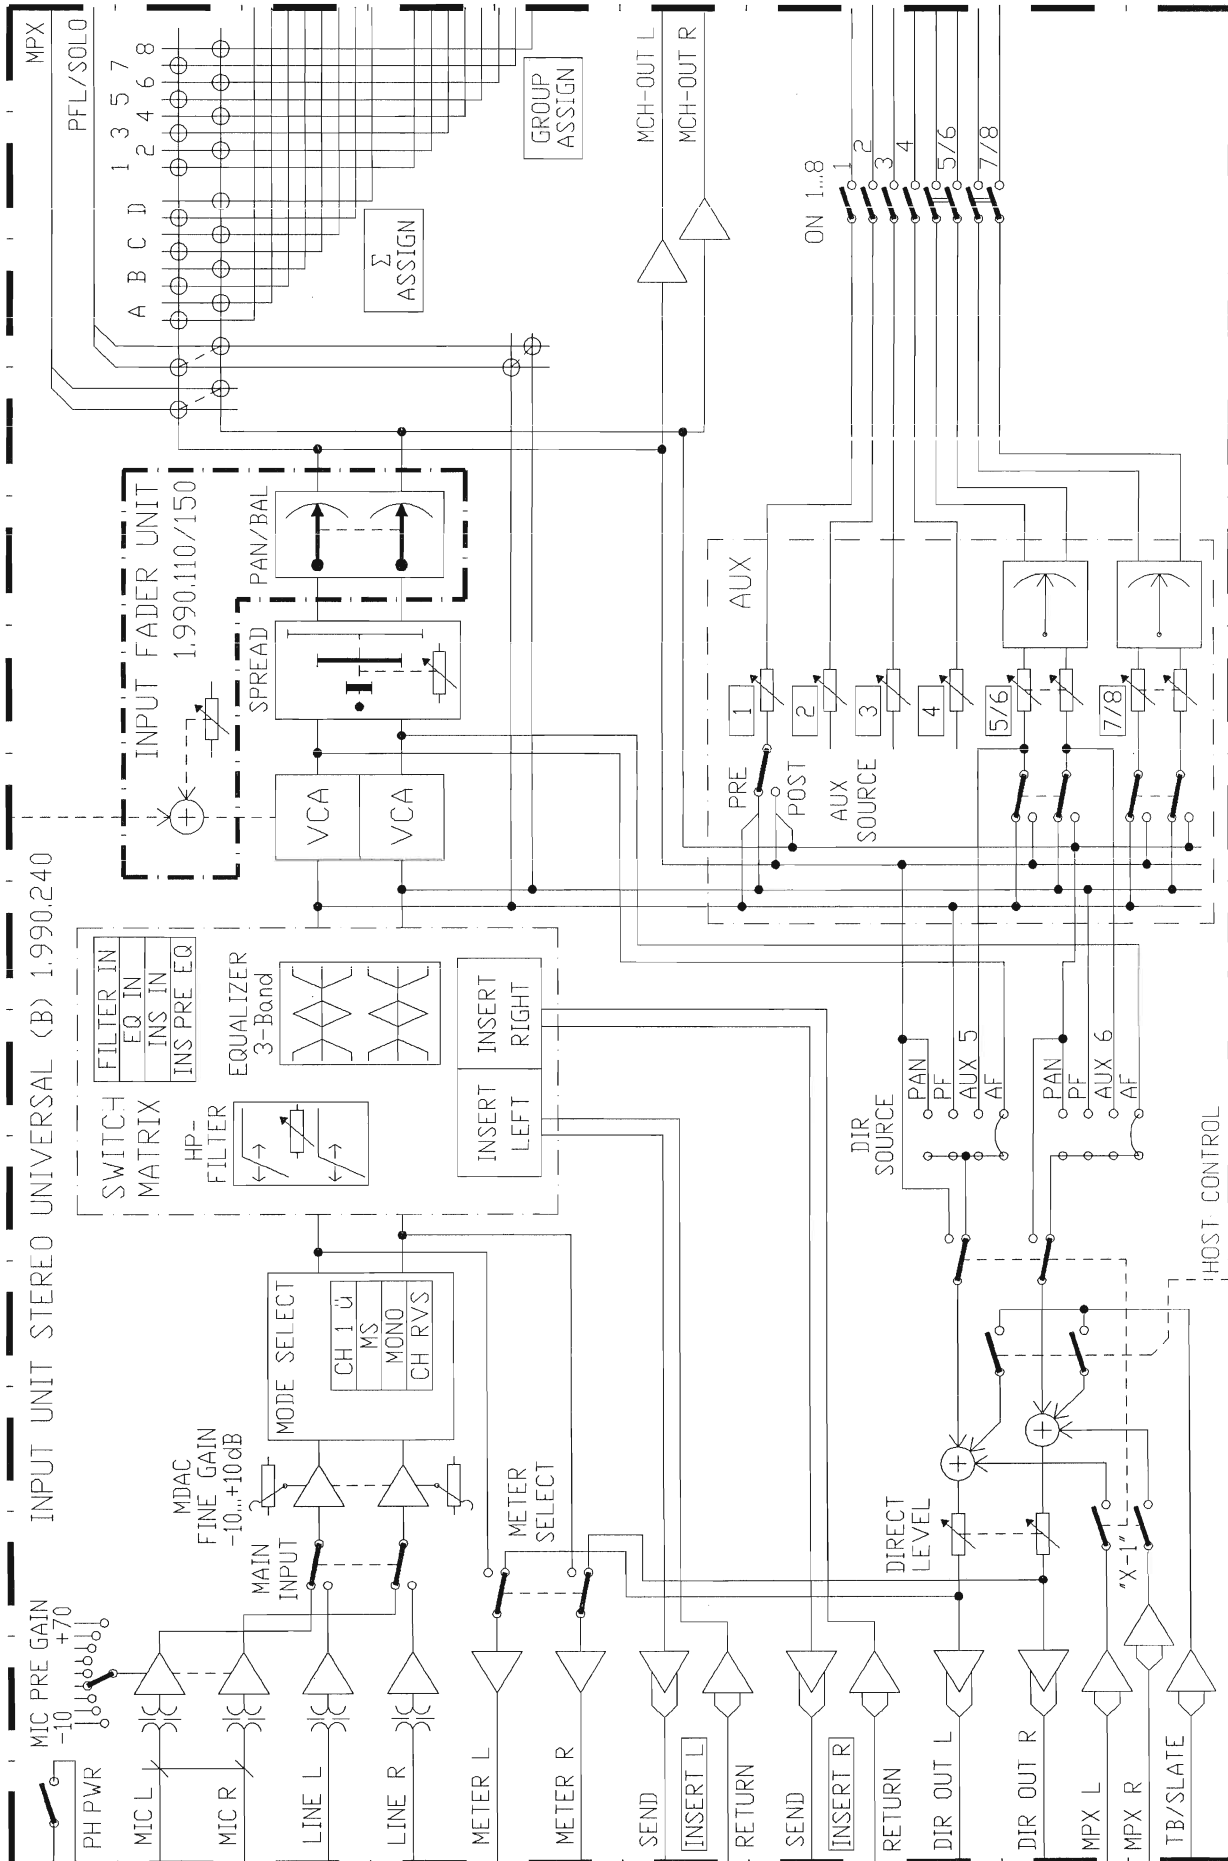 INPUT UNIT STEREO UNIVERSAL (B) 1.990.240
PH PWR
MIC PRE GAIN
-10
+70
MIC L
MIC R
LINE L
LINE R
METER L
METER R
SEND
INSERT L
RETURN
SEND
INSERT R
RETURN
DIR OUT L
DIR OUT R
MPX L
MPX R
TB/SLATE
MAIN
INPUT
MDAC
FINE GAIN
-10...+10dB
METER
SELECT
MODE SELECT
CH 1 ü
MS
MONO
CH RVS
SWITCH
MATRIX
FILTER IN
EQ IN
INS IN
INS PRE EQ
HP-
FILTER
EQUALIZER
3-Band
INSERT
LEFT
INSERT
RIGHT
INPUT FADER UNIT
1.990.110/150
VCA
VCA
SPREAD
PAN/BAL
MPX
PFL/SOLO
A B C D
1 3 5 7
2 4 6 8
Σ
ASSIGN
GROUP
ASSIGN
MCH-OUT L
MCH-OUT R
DIRECT
LEVEL
"X-1"
HOST CONTROL
DIR
SOURCE
PAN
PF
AUX 5
AF
PAN
PF
AUX 6
AF
AUX
PRE
POST
AUX
SOURCE
1
2
3
4
5/6
7/8
ON 1...8
1
2
3
4
5/6
7/8